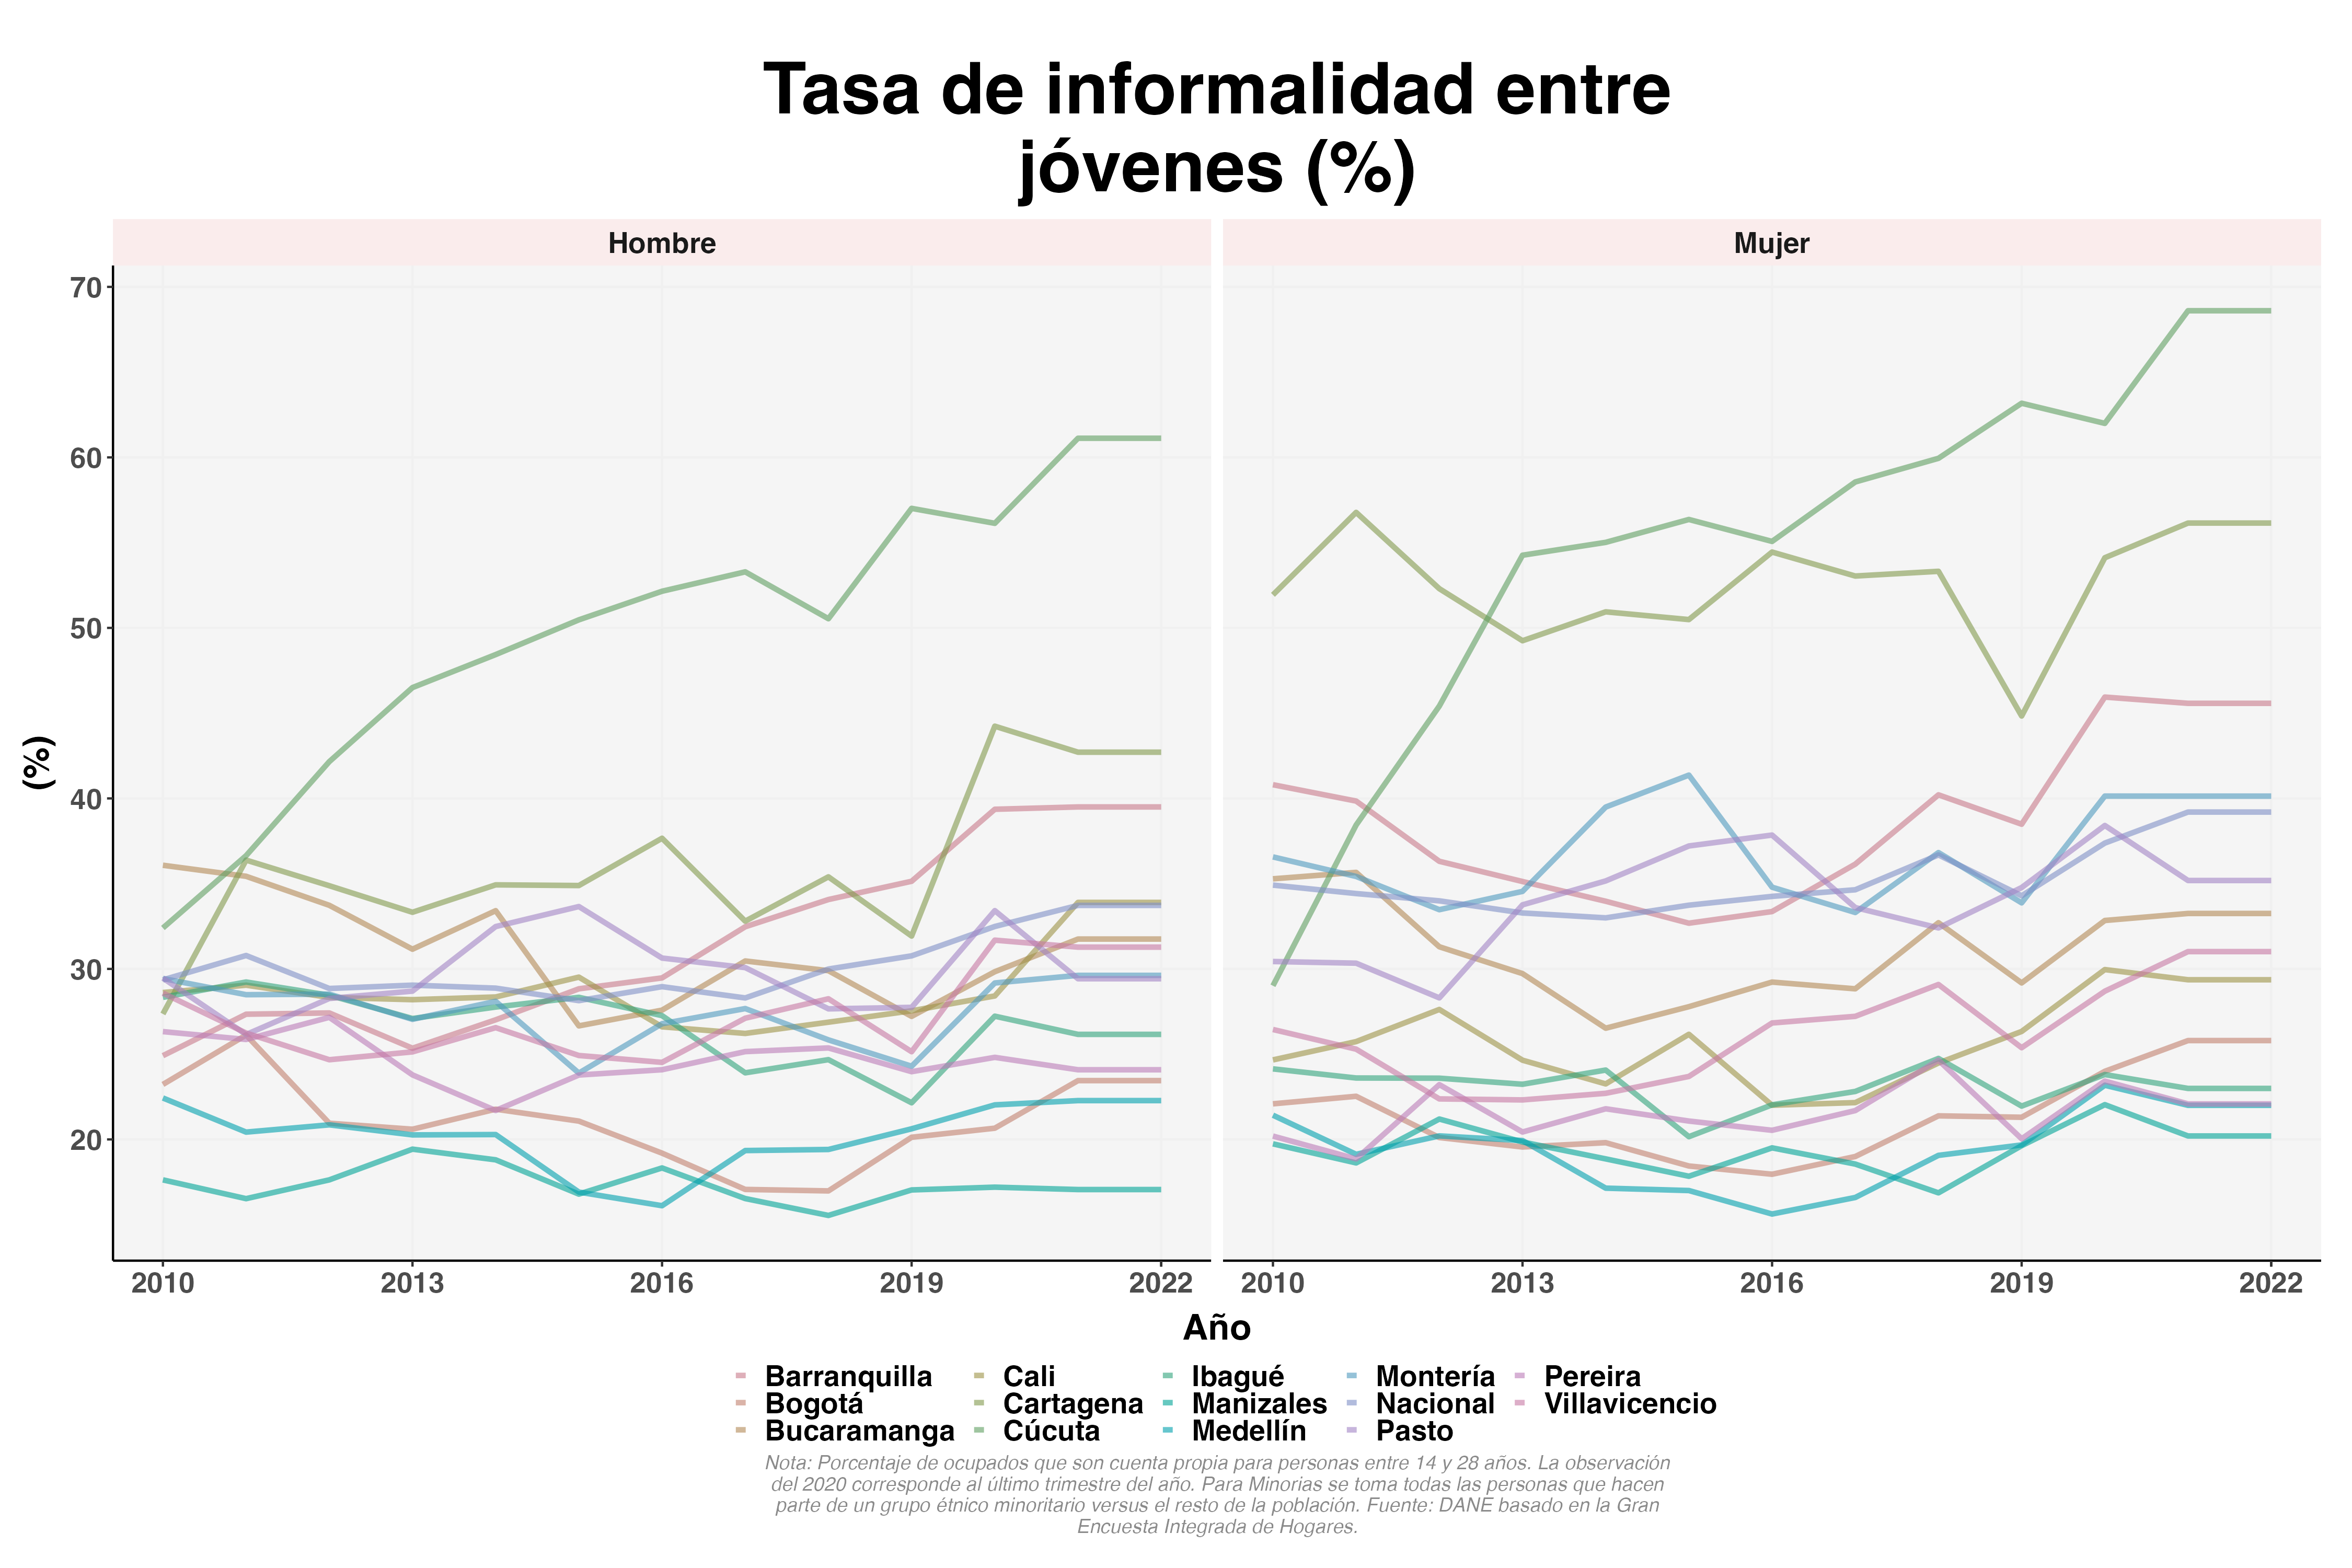 Tasa de informalidad entre
jóvenes (%)
Hombre
Mujer
70
60
50
40
30
20
(%)
2010 2013 2016 2019 2022
2010 2013 2016 2019 2022
Año
Barranquilla Cali Ibagué Montería Pereira
Bogotá Cartagena Manizales Nacional Villavicencio
Bucaramanga Cúcuta Medellín Pasto
Nota: Porcentaje de ocupados que son cuenta propia para personas entre 14 y 28 años. La observación
del 2020 corresponde al último trimestre del año. Para Minorias se toma todas las personas que hacen
parte de un grupo étnico minoritario versus el resto de la población. Fuente: DANE basado en la Gran
Encuesta Integrada de Hogares.